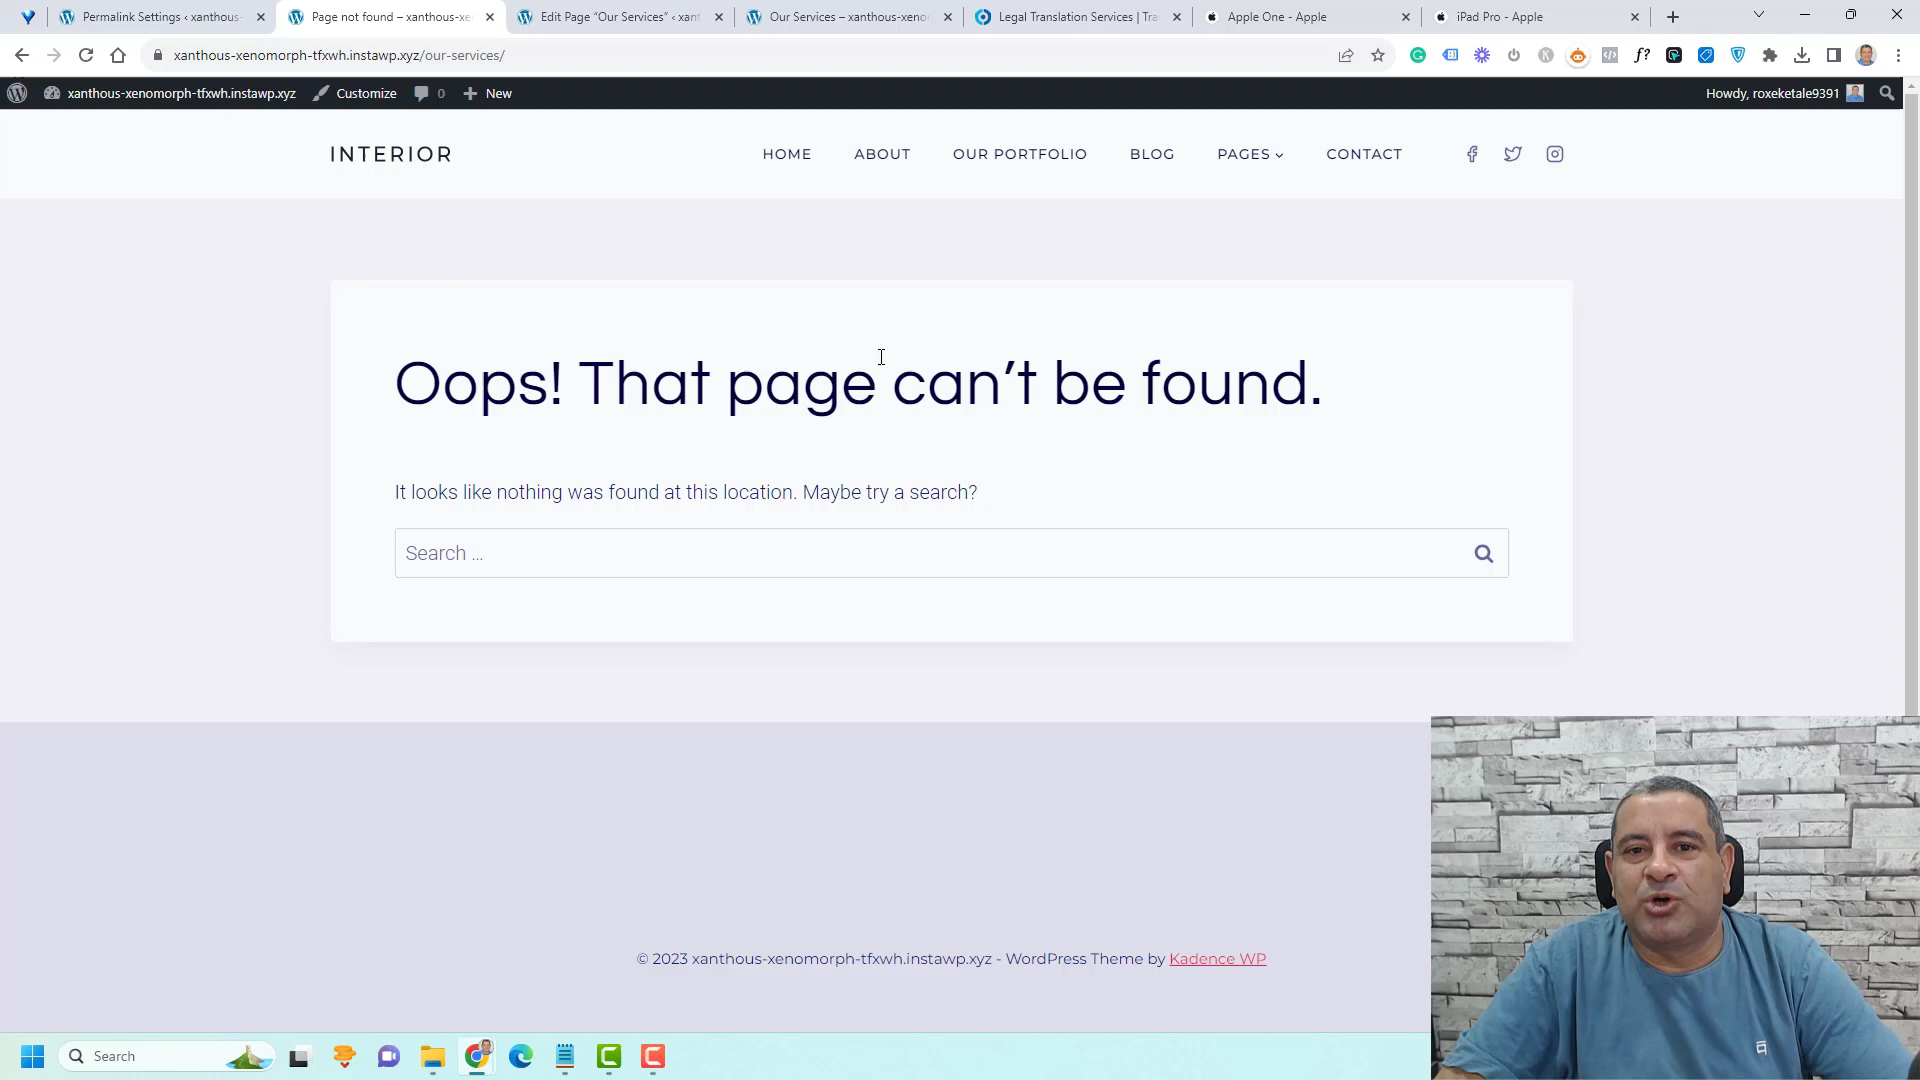 Permalink Settings ‹ xanthous-
Page not found – xanthous-xe
Edit Page “Our Services” ‹ xant
Our Services – xanthous-xeno
Legal Translation Services | Tra
Apple One - Apple
iPad Pro - Apple
xanthous-xenomorph-tfxwh.instawp.xyz/our-services/
xanthous-xenomorph-tfxwh.instawp.xyz
Customize
0
New
Howdy, roxeketale9391
INTERIOR
HOME
ABOUT
OUR PORTFOLIO
BLOG
PAGES
CONTACT
Oops! That page can’t be found.
It looks like nothing was found at this location. Maybe try a search?
Search …
© 2023 xanthous-xenomorph-tfxwh.instawp.xyz - WordPress Theme by Kadence WP
Search